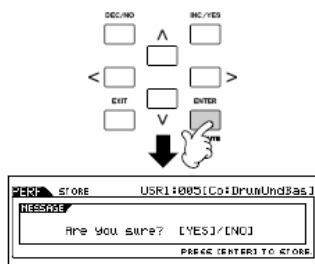 DEC/NO INC/YES
∧
< >
EXIT ENTER
∨
PERF STORE USR1:005[Co:DrumUndBas]
MESSAGE
Are you sure? [YES]/[NO]
PRESS [ENTER] TO STORE.